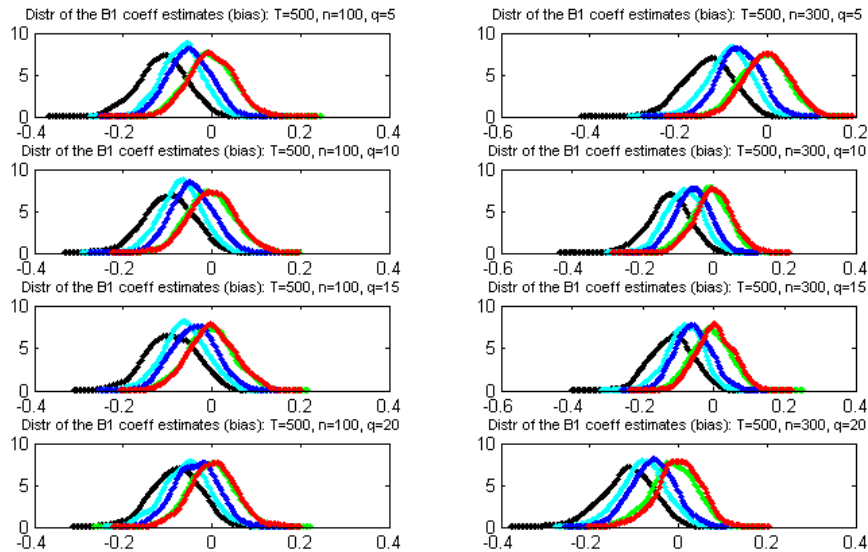 Distr of the B1 coeff estimates (bias): T=500, n=100, q=5
10
5
0
-0.4 -0.2 0 0.2 0.4
Distr of the B1 coeff estimates (bias): T=500, n=300, q=5
10
5
0
-0.6 -0.4 -0.2 0 0.2
Distr of the B1 coeff estimates (bias): T=500, n=100, q=10
10
5
0
-0.4 -0.2 0 0.2 0.4
Distr of the B1 coeff estimates (bias): T=500, n=300, q=10
10
5
0
-0.6 -0.4 -0.2 0 0.2 0.4
Distr of the B1 coeff estimates (bias): T=500, n=100, q=15
10
5
0
-0.4 -0.2 0 0.2 0.4
Distr of the B1 coeff estimates (bias): T=500, n=300, q=15
10
5
0
-0.6 -0.4 -0.2 0 0.2 0.4
Distr of the B1 coeff estimates (bias): T=500, n=100, q=20
10
5
0
-0.4 -0.2 0 0.2 0.4
Distr of the B1 coeff estimates (bias): T=500, n=300, q=20
10
5
0
-0.4 -0.2 0 0.2 0.4